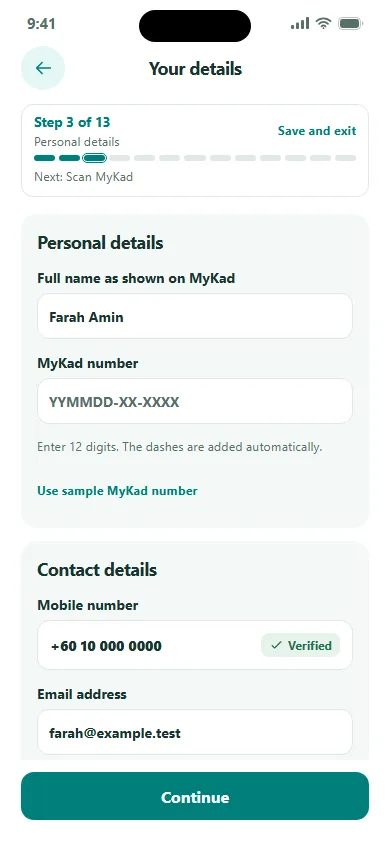 9:41
Your details
Step 3 of 13
Save and exit
Personal details
Next: Scan MyKad
Personal details
Full name as shown on MyKad
Farah Amin
MyKad number
YYMMDD-XX-XXXX
Enter 12 digits. The dashes are added automatically.
Use sample MyKad number
Contact details
Mobile number
+60 10 000 0000
Verified
Email address
farah@example.test
Continue